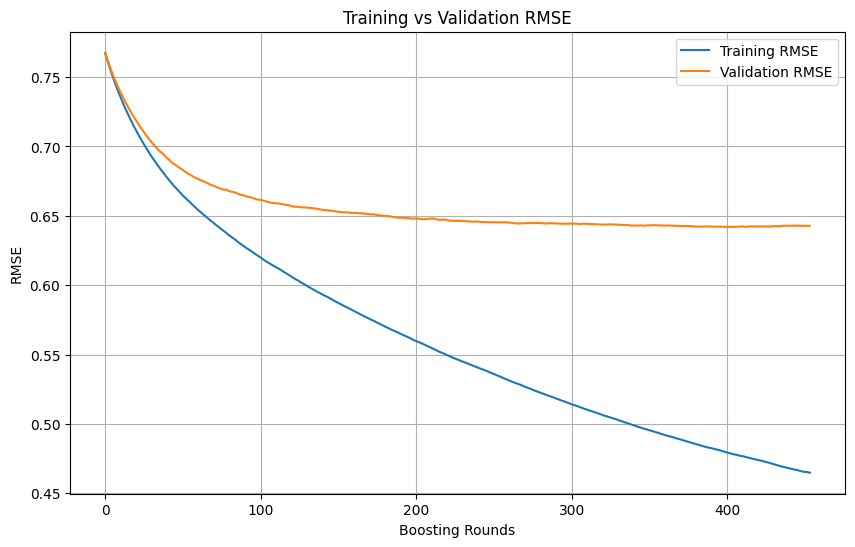 Training vs Validation RMSE
Training RMSE
Validation RMSE
RMSE
0.75
0.70
0.65
0.60
0.55
0.50
0.45
0 100 200 300 400
Boosting Rounds